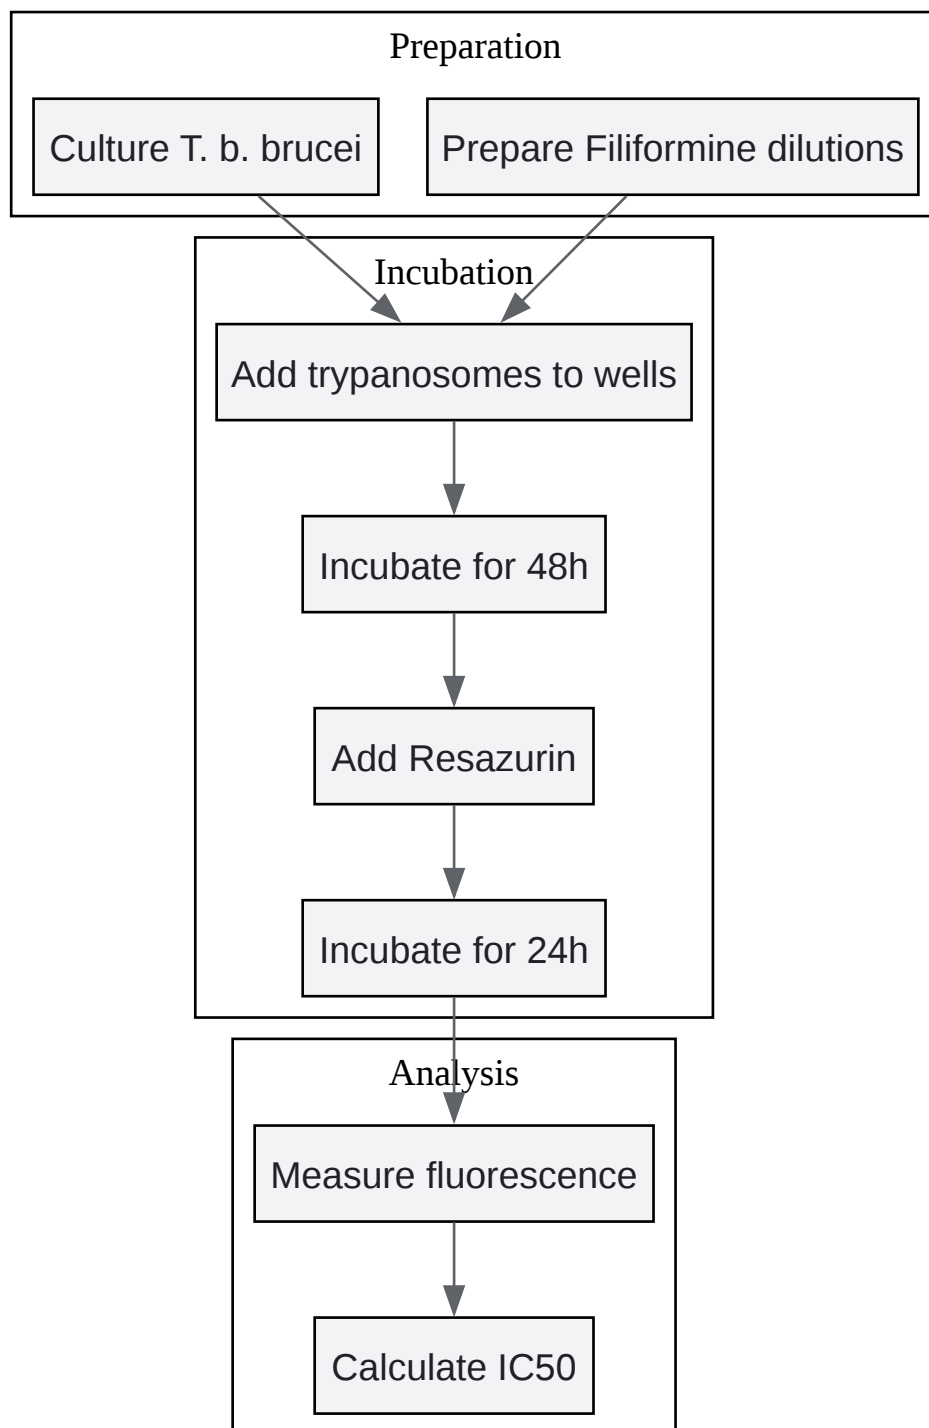 Preparation
Culture T. b. brucei
Prepare Filiformine dilutions
Incubation
Add trypanosomes to wells
Incubate for 48h
Add Resazurin
Incubate for 24h
Analysis
Measure fluorescence
Calculate IC50